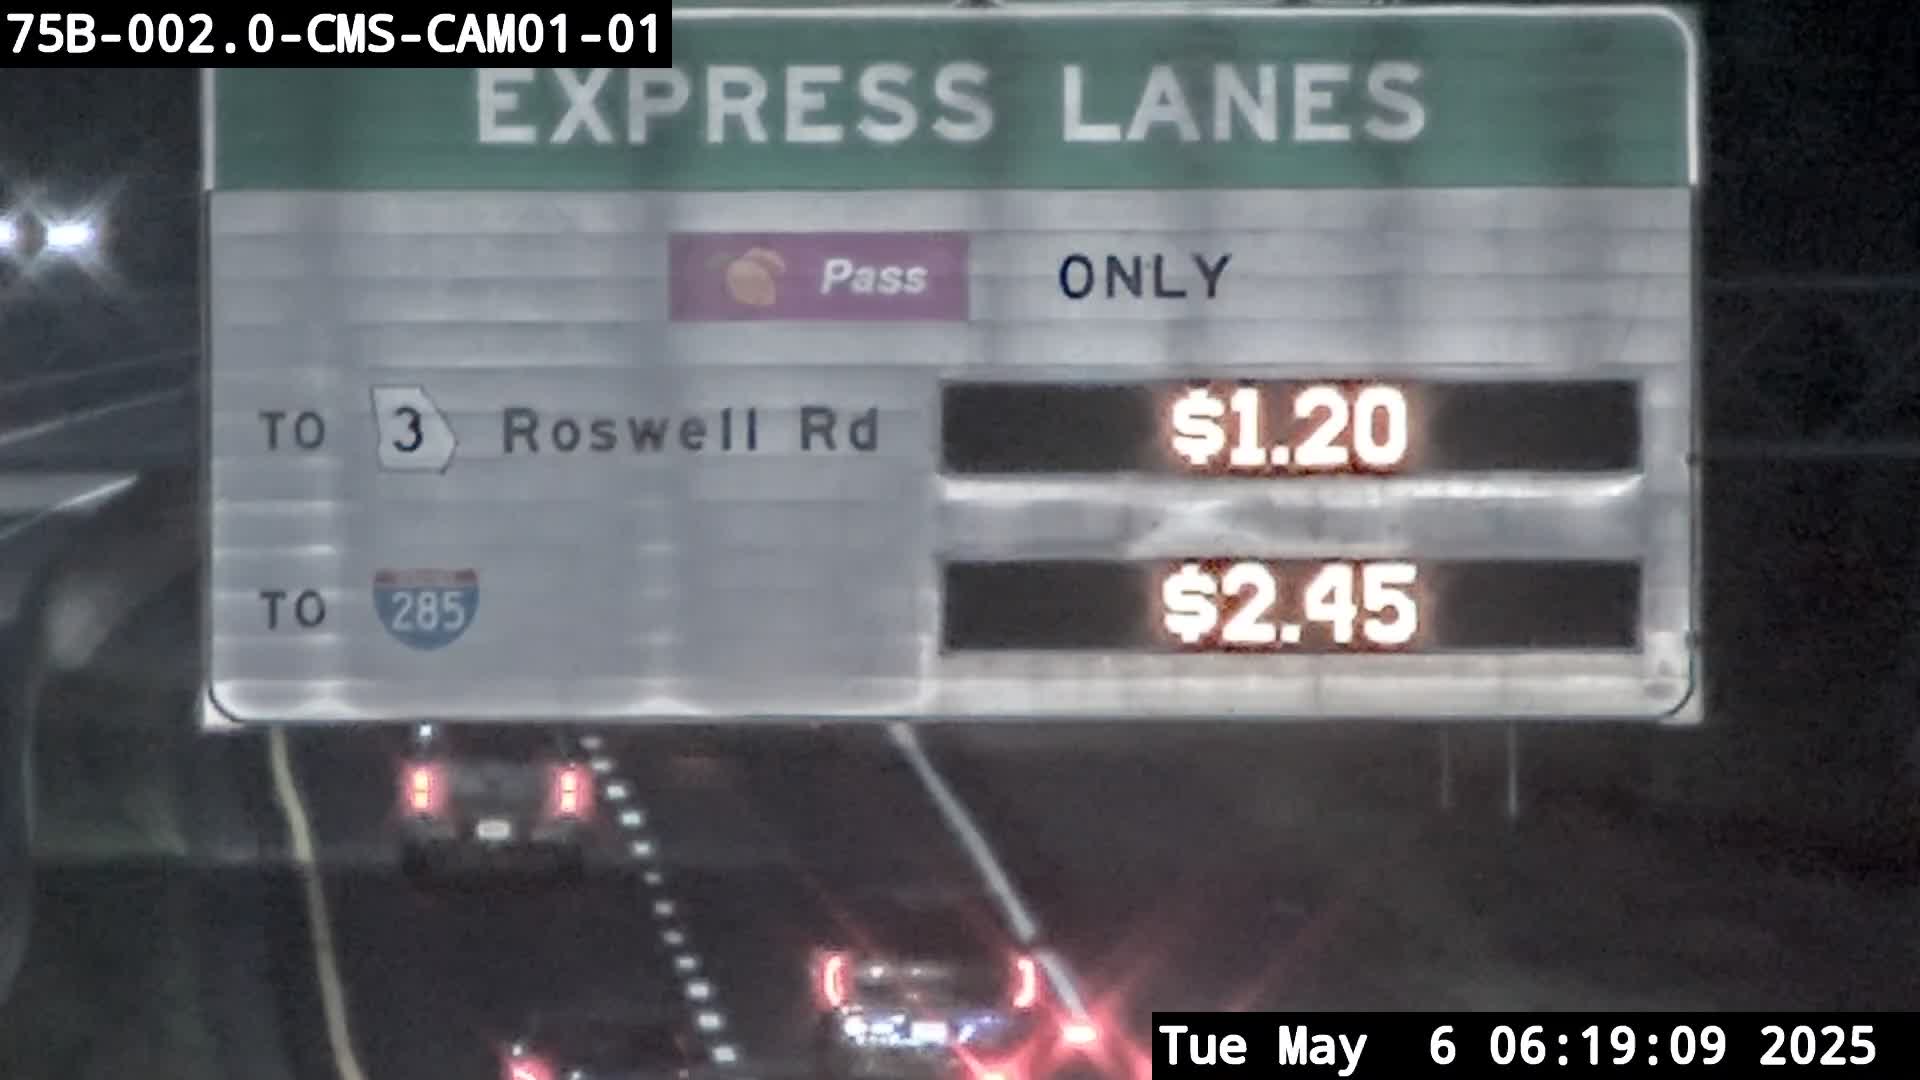 75B-002.0-CMS-CAM01-01
EXPRESS LANES
Pass ONLY
TO 3 Roswell Rd $1.20
TO 285 $2.45
Tue May 6 06:19:09 2025